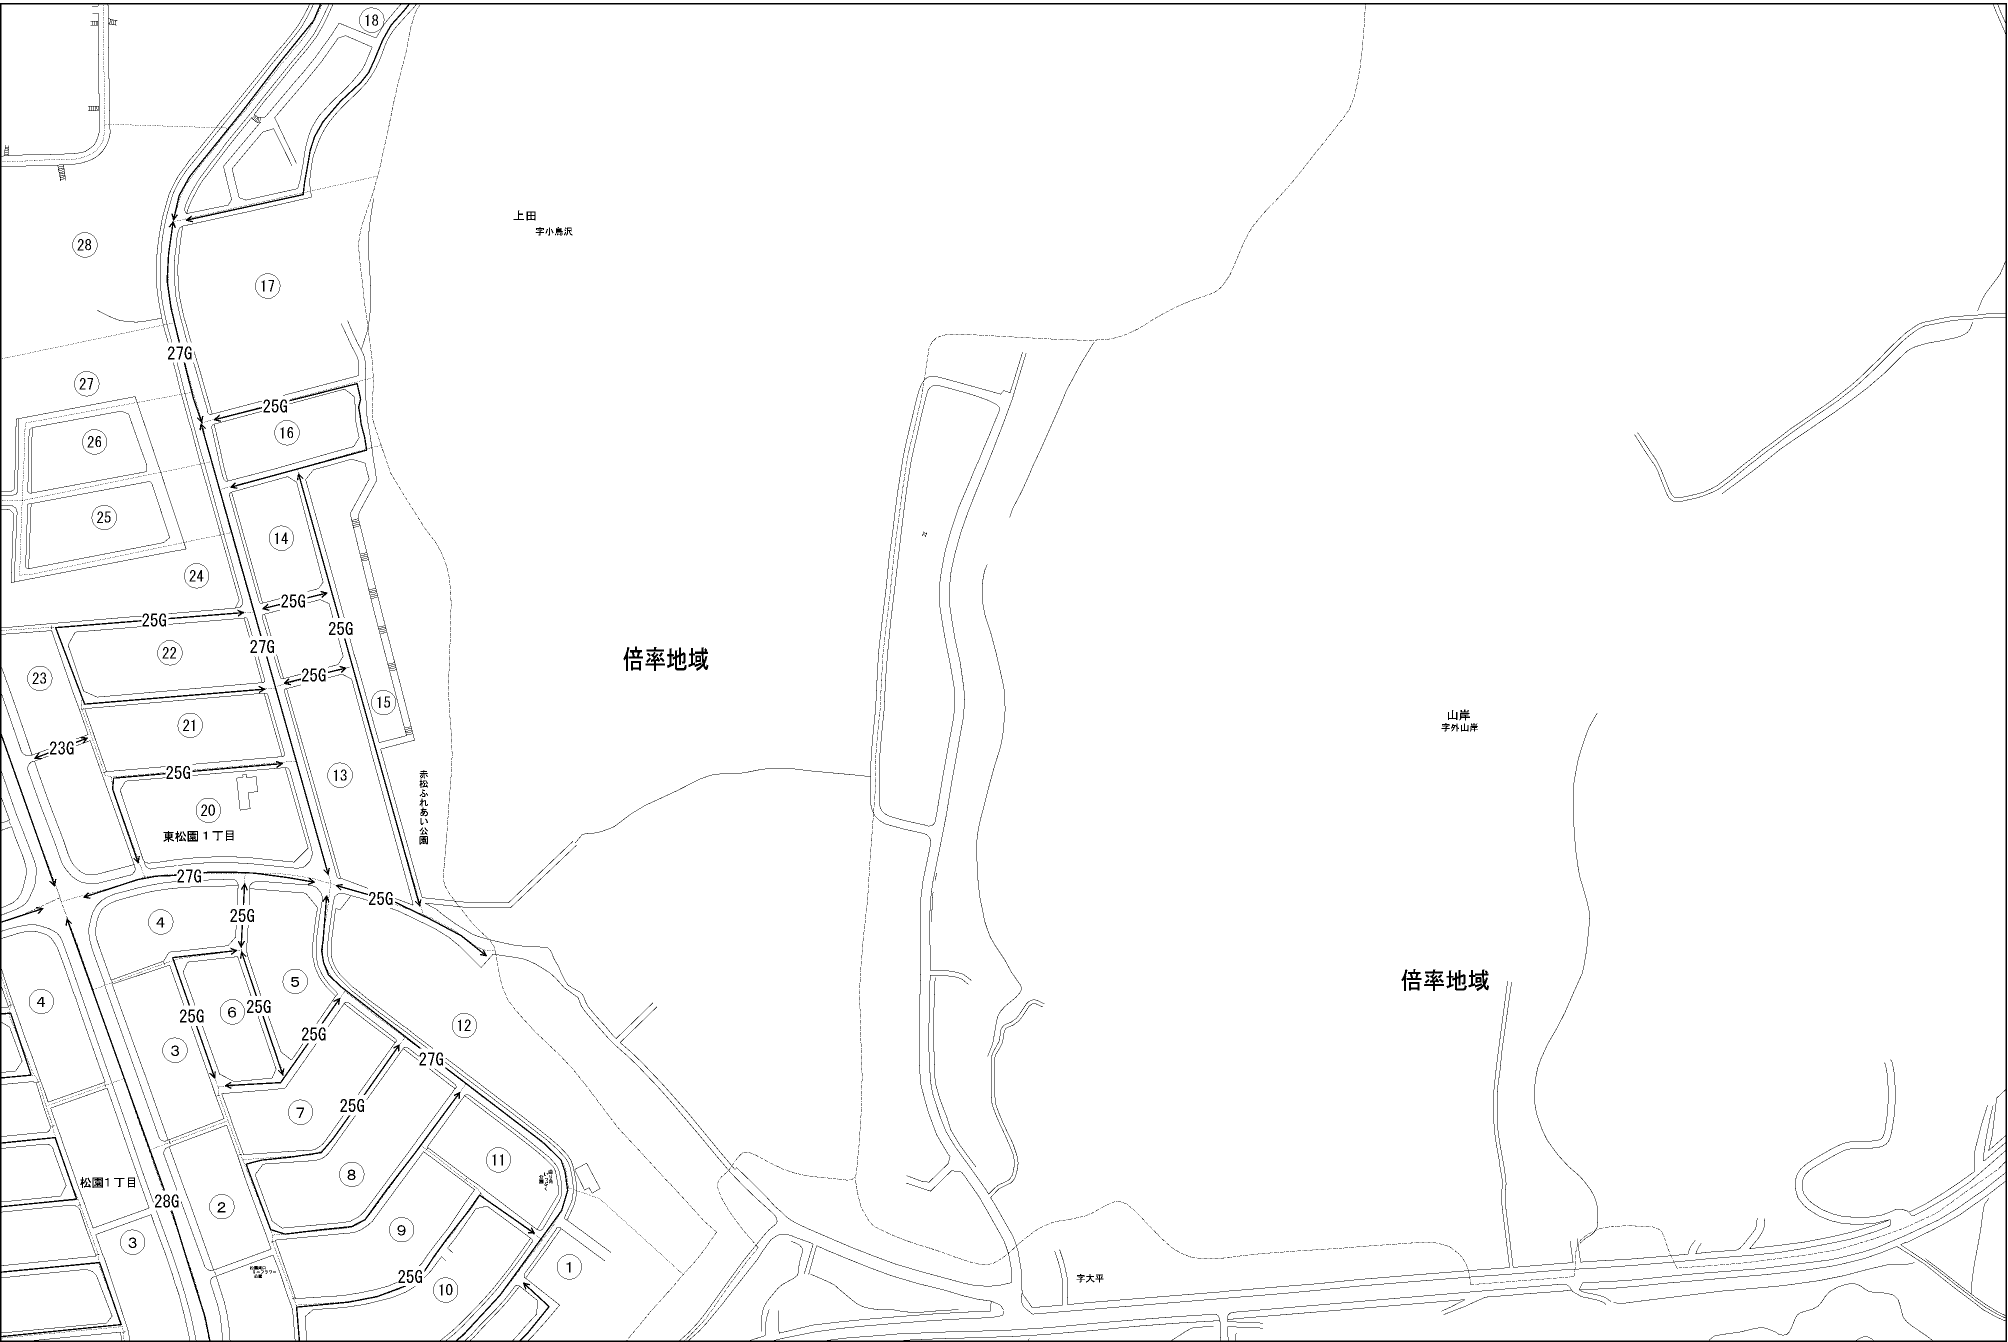 ⑱
上田
字小鳥沢
㉘
⑰
27G
㉗
25G
⑯
㉖
㉕
⑭
㉔
25G
25G
25G
27G
㉒
倍率地域
25G
㉓
⑮
山岸
字外山岸
㉑
23G
25G
⑬
⑳
赤松ふれあい公園
東松園1丁目
27G
25G
④
25G
倍率地域
⑤
④
25G
⑥
25G
⑫
25G
③
27G
25G
⑦
⑪
⑧
松園1丁目
28G
②
⑨
③
①
字大平
25G
⑩